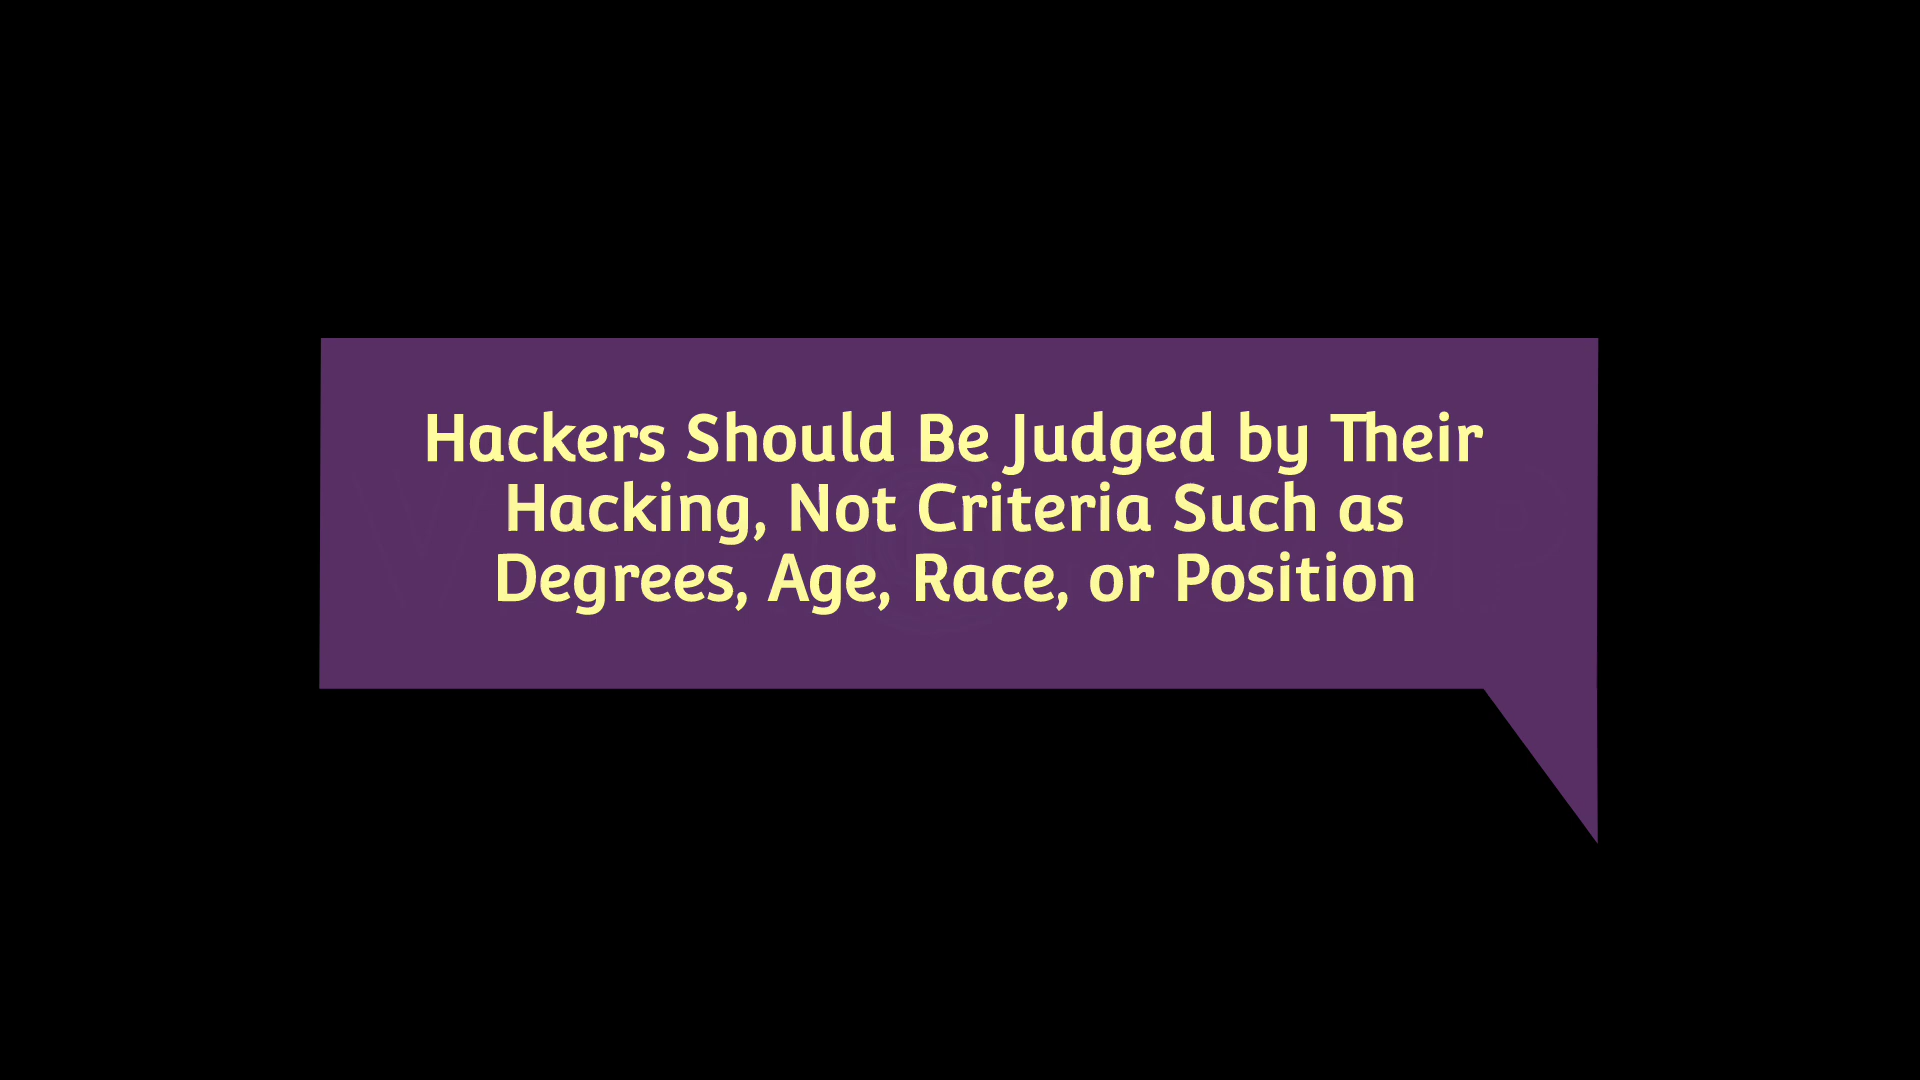 Hackers Should Be Judged by Their
Hacking, Not Criteria Such as
Degrees, Age, Race, or Position